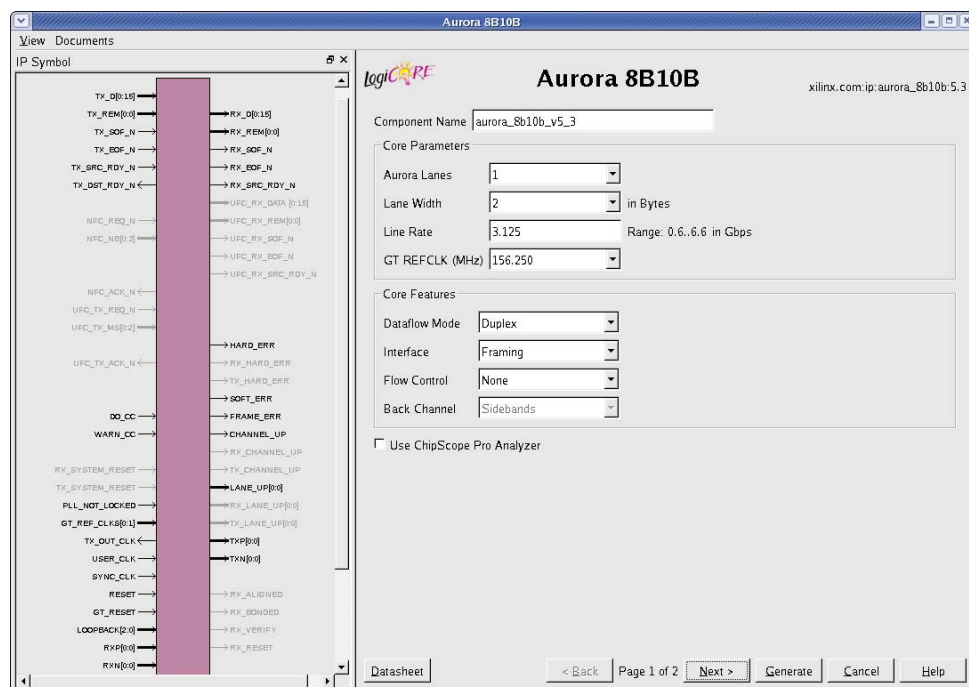 Aurora 8B10B
View Documents
IP Symbol
TX_D[0:15]
TX_REM[0:0]
TX_SOF_N
TX_EOF_N
TX_SRC_RDY_N
TX_DST_RDY_N
NFC_REQ_N
NFC_NB[0:3]
NFC_ACK_N
UFC_TX_REQ_N
UFC_TX_MS[0:2]
UFC_TX_ACK_N
DO_CC
WARN_CC
RX_SYSTEM_RESET
TX_SYSTEM_RESET
PLL_NOT_LOCKED
GT_REF_CLKS[0:1]
TX_OUT_CLK
USER_CLK
SYNC_CLK
RESET
GT_RESET
LOOPBACK[2:0]
RXP[0:0]
RXN[0:0]
RX_D[0:15]
RX_REM[0:0]
RX_SOF_N
RX_EOF_N
RX_SRC_RDY_N
UFC_RX_DATA [0:15]
UFC_RX_REM[0:0]
UFC_RX_SOF_N
UFC_RX_EOF_N
UFC_RX_SRC_RDY_N
HARD_ERR
RX_HARD_ERR
TX_HARD_ERR
SOFT_ERR
FRAME_ERR
CHANNEL_UP
RX_CHANNEL_UP
TX_CHANNEL_UP
LANE_UP[0:0]
RX_LANE_UP[0:0]
TX_LANE_UP[0:0]
TXP[0:0]
TXN[0:0]
RX_ALIGNED
RX_BONDED
RX_VERIFY
RX_RESET
LogiCORE
Aurora 8B10B
xilinx.com:ip:aurora_8b10b:5.3
Component Name aurora_8b10b_v5_3
Core Parameters
Aurora Lanes 1
Lane Width 2 in Bytes
Line Rate 3.125 Range: 0.6..6.6 in Gbps
GT REFCLK (MHz) 156.250
Core Features
Dataflow Mode Duplex
Interface Framing
Flow Control None
Back Channel Sidebands
Use ChipScope Pro Analyzer
Datasheet < Back Page 1 of 2 Next > Generate Cancel Help